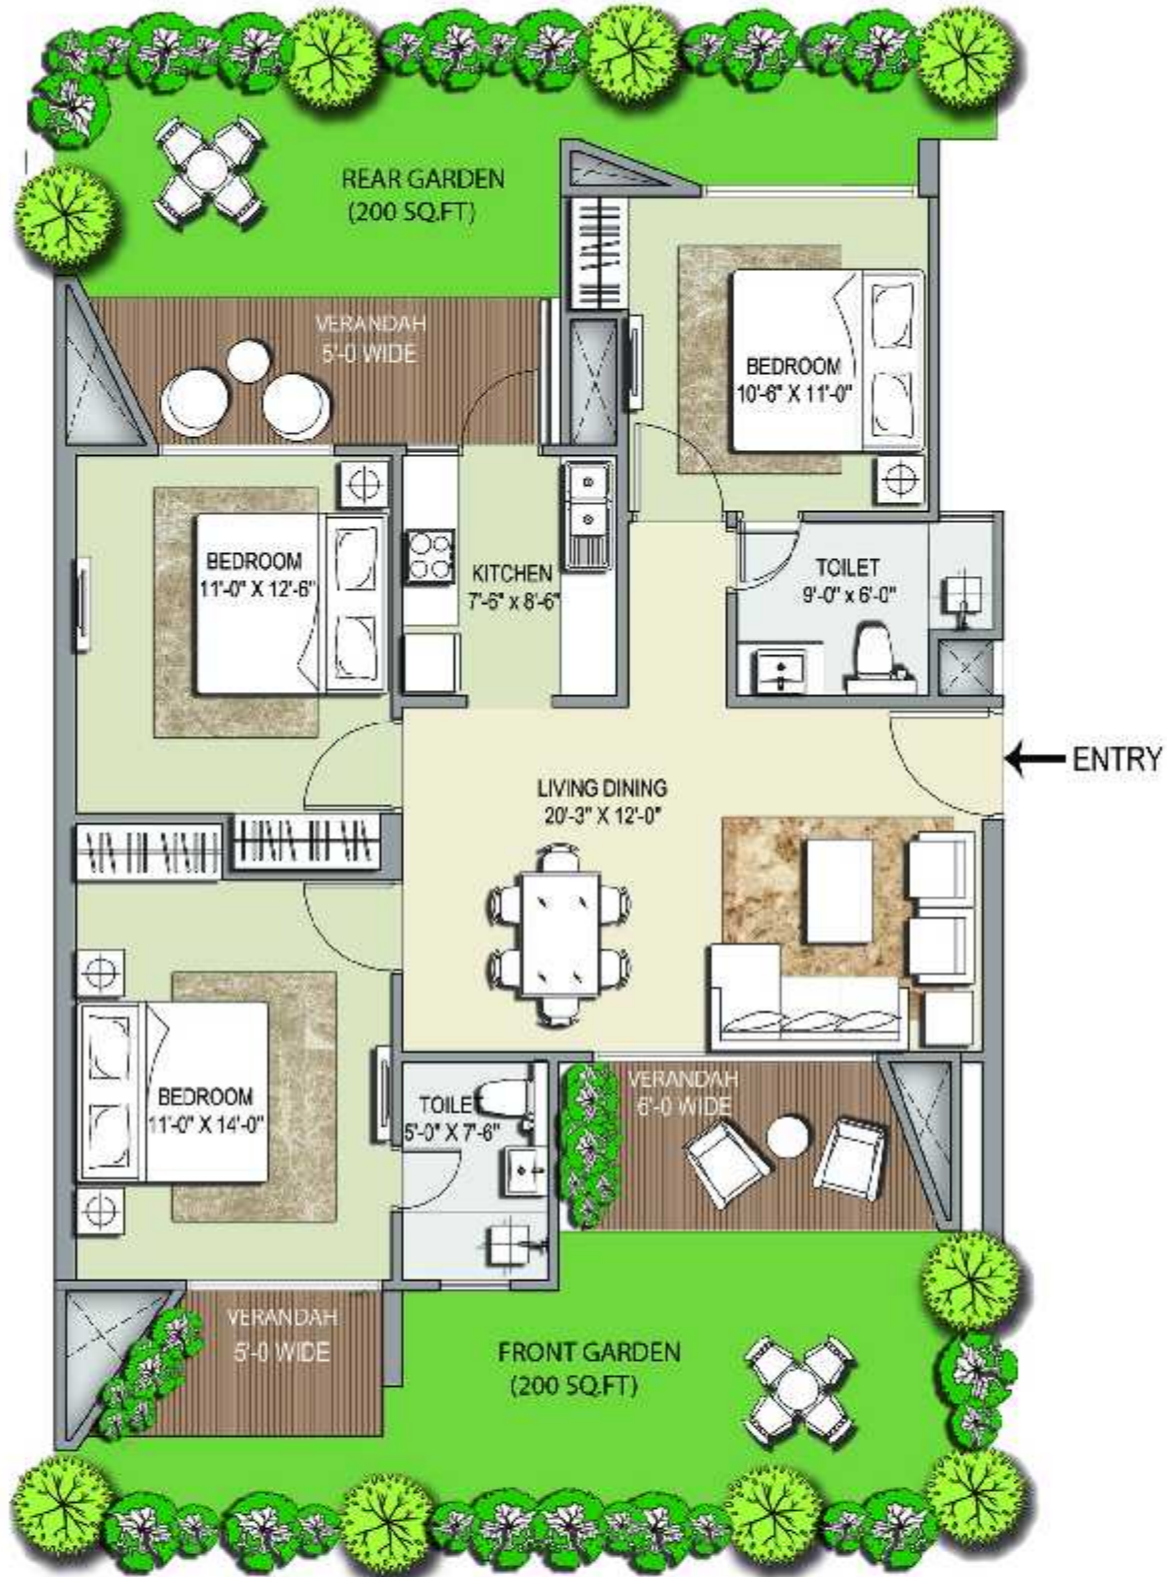 REAR GARDEN
(200 SQ.FT)
VERANDAH
5'-0 WIDE
BEDROOM
10'-6" X 11'-0"
BEDROOM
11'-0" X 12'-6"
KITCHEN
7'-6" x 8'-6"
TOILET
9'-0" x 6'-0"
ENTRY
LIVING DINING
20'-3" X 12'-0"
BEDROOM
11'-0" X 14'-0"
TOILET
5'-0" X 7'-6"
VERANDAH
6'-0 WIDE
VERANDAH
5'-0 WIDE
FRONT GARDEN
(200 SQ.FT)